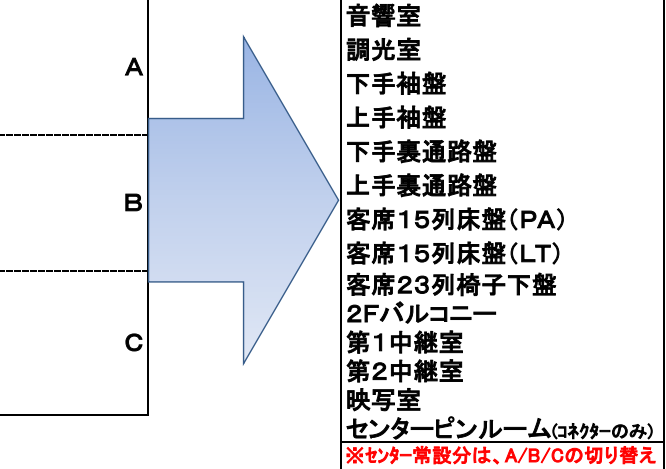 A
B
C
音響室
調光室
下手袖盤
上手袖盤
下手裏通路盤
上手裏通路盤
客席１５列床盤（PA）
客席１５列床盤（LT）
客席２３列椅子下盤
２Fバルコニー
第１中継室
第２中継室
映写室
センターピンルーム(ｺﾈｸﾀｰのみ)
※ｾﾝﾀｰ常設分は、A/B/Cの切り替え